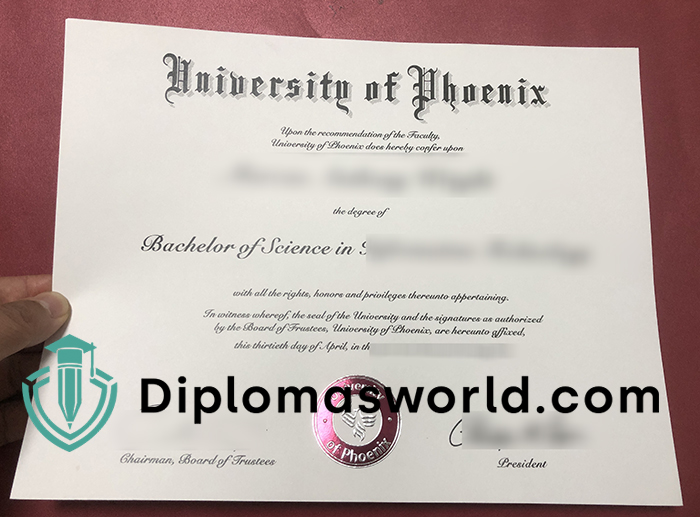 University of Phoenix
Upon the recommendation of the Faculty,
University of Phoenix does hereby confer upon
the degree of
Bachelor of Science in
with all the rights, honors and privileges thereunto appertaining.
In witness whereof, the seal of the University and the signatures as authorized
by the Board of Trustees, University of Phoenix, are hereunto affixed,
this thirtieth day of April, in th
Diplomasworld.com
of Phoenix
Chairman, Board of Trustees
President